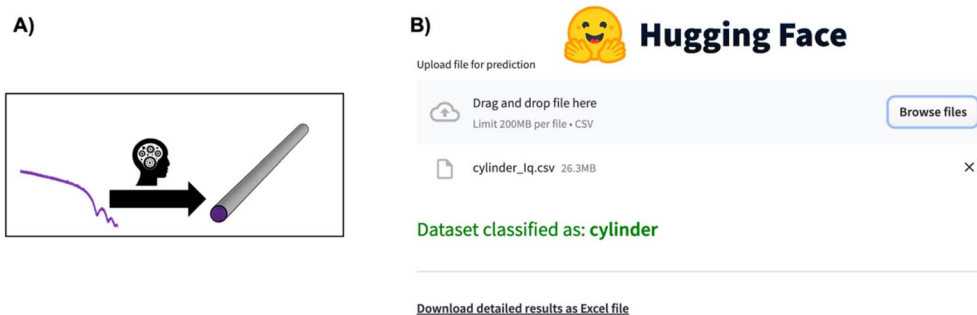 A)
B)
Hugging Face
Upload file for prediction
Drag and drop file here
Limit 200MB per file • CSV
Browse files
cylinder_Iq.csv 26.3MB
Dataset classified as: cylinder
Download detailed results as Excel file